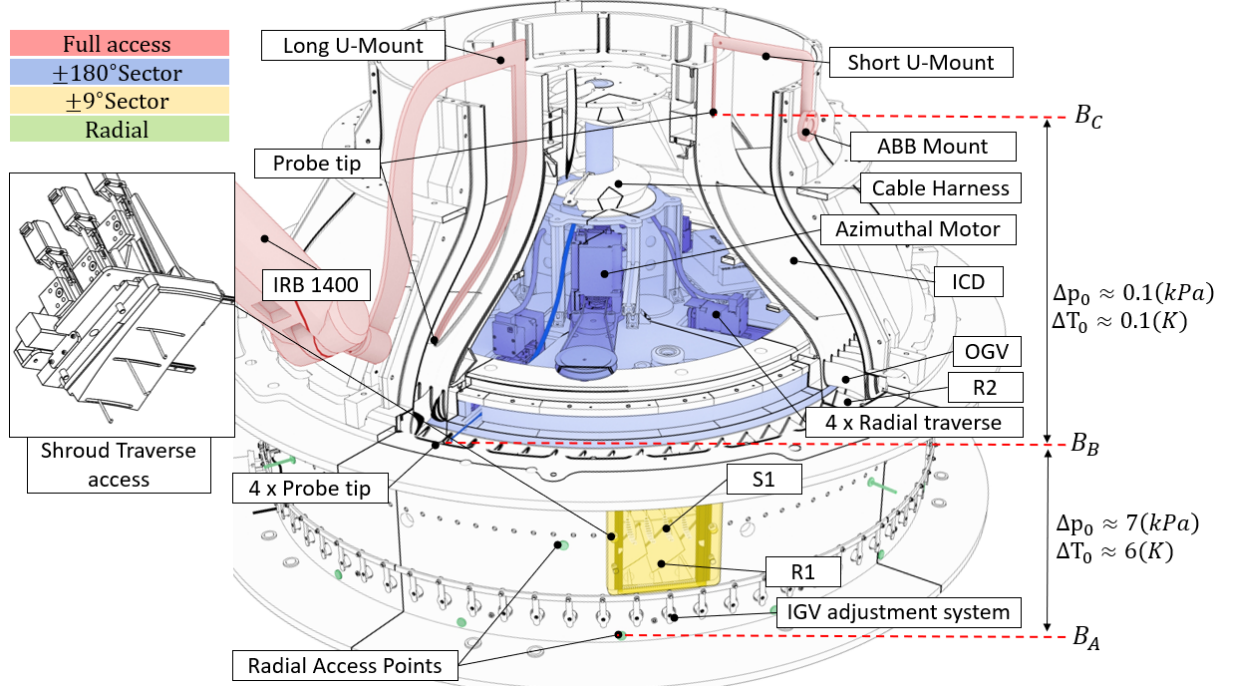 Full access
±180°Sector
±9°Sector
Radial
Long U-Mount
Short U-Mount
B_C
ABB Mount
Probe tip
Cable Harness
Azimuthal Motor
IRB 1400
ICD
Δp₀ ≈ 0.1(kPa)
ΔT₀ ≈ 0.1(K)
OGV
R2
4 x Radial traverse
B_B
Shroud Traverse
access
4 x Probe tip
S1
Δp₀ ≈ 7(kPa)
ΔT₀ ≈ 6(K)
R1
IGV adjustment system
B_A
Radial Access Points